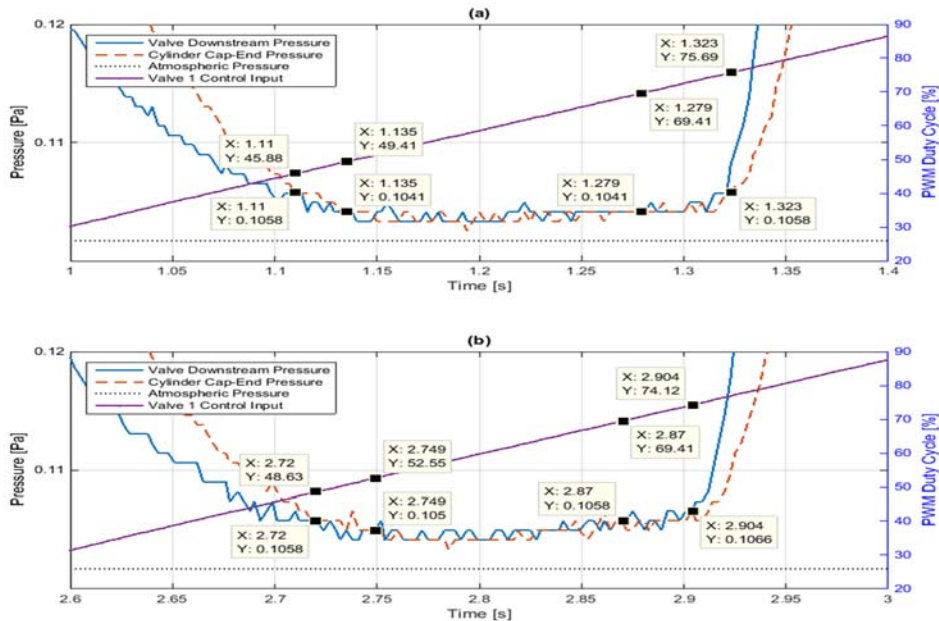 (a)
0.12
0.11
Pressure [Pa]
Valve Downstream Pressure
Cylinder Cap-End Pressure
Atmospheric Pressure
Valve 1 Control Input
X: 1.11
Y: 45.88
X: 1.135
Y: 49.41
X: 1.323
Y: 75.69
X: 1.279
Y: 69.41
X: 1.11
Y: 0.1058
X: 1.135
Y: 0.1041
X: 1.279
Y: 0.1041
X: 1.323
Y: 0.1058
90
80
70
60
50
40
30
20
PWM Duty Cycle [%]
1 1.05 1.1 1.15 1.2 1.25 1.3 1.35 1.4
Time [s]
(b)
0.12
0.11
Pressure [Pa]
Valve Downstream Pressure
Cylinder Cap-End Pressure
Atmospheric Pressure
Valve 1 Control Input
X: 2.72
Y: 48.63
X: 2.749
Y: 52.55
X: 2.904
Y: 74.12
X: 2.87
Y: 69.41
X: 2.72
Y: 0.1058
X: 2.749
Y: 0.105
X: 2.87
Y: 0.1058
X: 2.904
Y: 0.1066
90
80
70
60
50
40
30
20
PWM Duty Cycle [%]
2.6 2.65 2.7 2.75 2.8 2.85 2.9 2.95 3
Time [s]